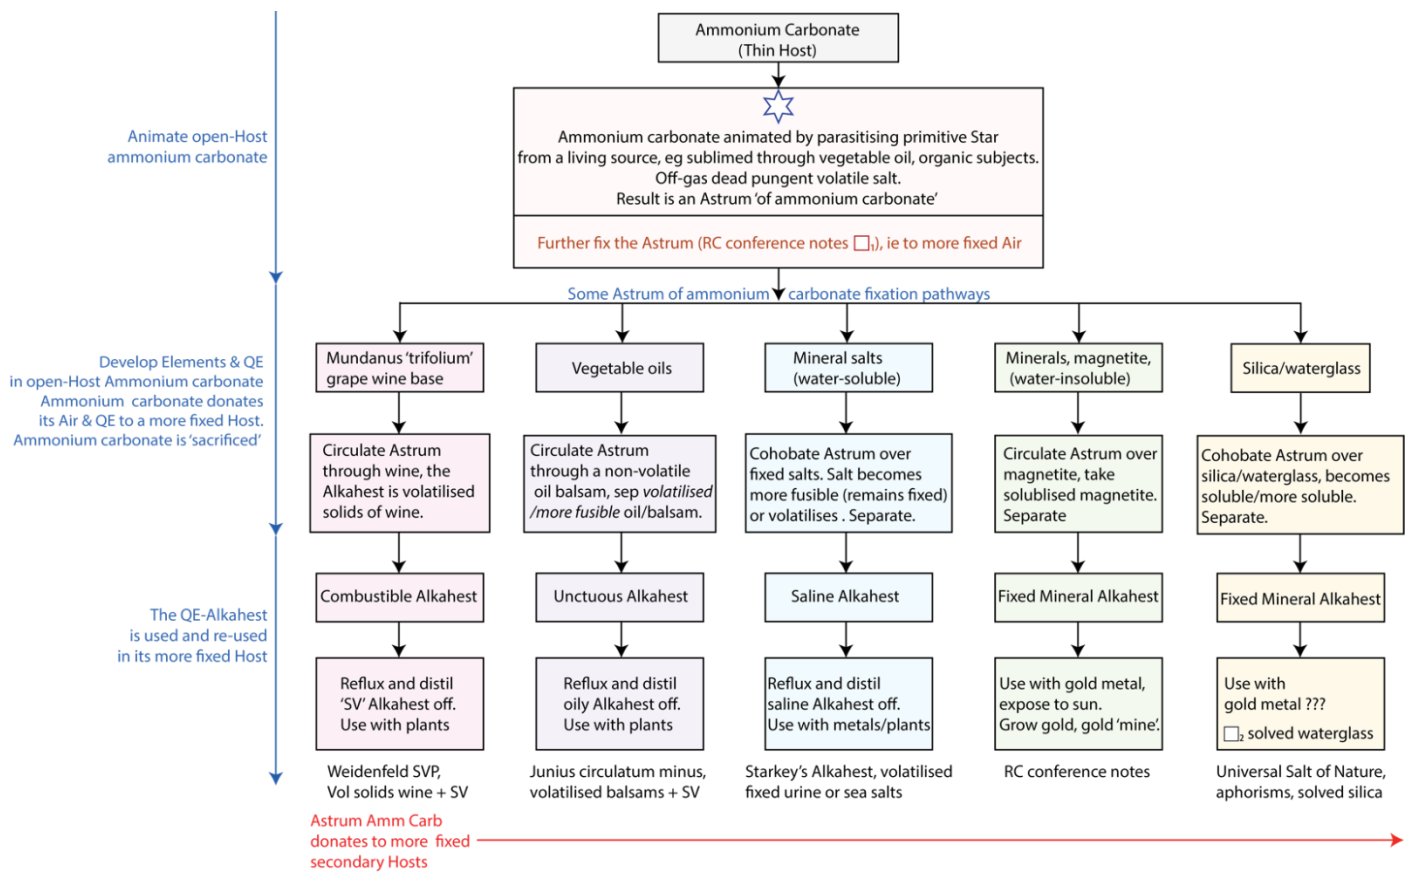 Ammonium Carbonate
(Thin Host)
Animate open-Host
ammonium carbonate
Ammonium carbonate animated by parasitising primitive Star
from a living source, eg sublimed through vegetable oil, organic subjects.
Off-gas dead pungent volatile salt.
Result is an Astrum ‘of ammonium carbonate’
Further fix the Astrum (RC conference notes □₁), ie to more fixed Air
Some Astrum of ammonium carbonate fixation pathways
Develop Elements & QE
in open-Host Ammonium carbonate
Ammonium carbonate donates
its Air & QE to a more fixed Host.
Ammonium carbonate is ‘sacrificed’
Mundanus ‘trifolium’
grape wine base
Vegetable oils
Mineral salts
(water-soluble)
Minerals, magnetite,
(water-insoluble)
Silica/waterglass
Circulate Astrum
through wine, the
Alkahest is volatilised
solids of wine.
Circulate Astrum
through a non-volatile
oil balsam, sep volatilised
/more fusible oil/balsam.
Cohobate Astrum over
fixed salts. Salt becomes
more fusible (remains fixed)
or volatilises . Separate.
Circulate Astrum over
magnetite, take
solublised magnetite.
Separate
Cohobate Astrum over
silica/waterglass, becomes
soluble/more soluble.
Separate.
The QE-Alkahest
is used and re-used
in its more fixed Host
Combustible Alkahest
Unctuous Alkahest
Saline Alkahest
Fixed Mineral Alkahest
Fixed Mineral Alkahest
Reflux and distil
‘SV’ Alkahest off.
Use with plants
Reflux and distil
oily Alkahest off.
Use with plants
Reflux and distil
saline Alkahest off.
Use with metals/plants
Use with gold metal,
expose to sun.
Grow gold, gold ‘mine’.
Use with
gold metal ???
□₂ solved waterglass
Weidenfeld SVP,
Vol solids wine + SV
Junius circulatum minus,
volatilised balsams + SV
Starkey’s Alkahest, volatilised
fixed urine or sea salts
RC conference notes
Universal Salt of Nature,
aphorisms, solved silica
Astrum Amm Carb
donates to more fixed
secondary Hosts